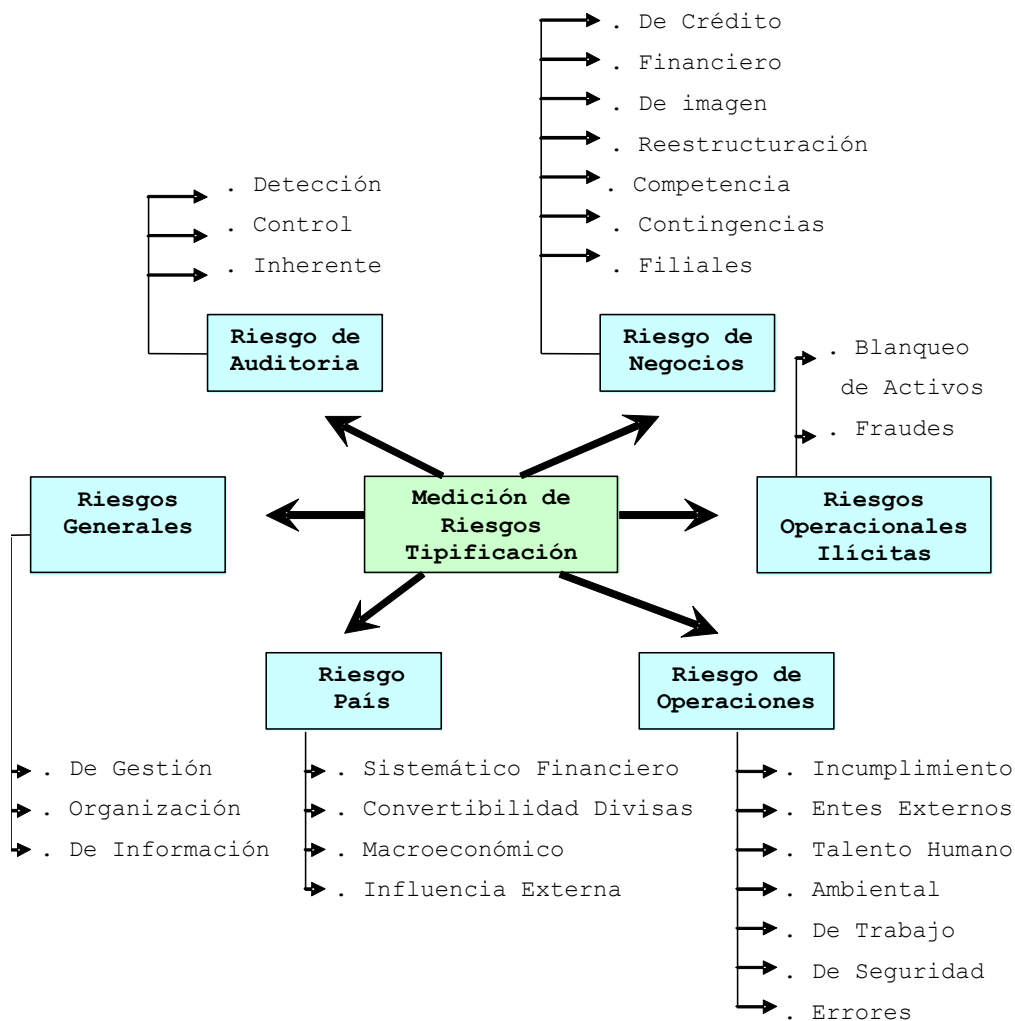 . De Crédito
. Financiero
. De imagen
. Reestructuración
. Competencia
. Contingencias
. Filiales
. Detección
. Control
. Inherente
Riesgo de
Auditoria
Riesgo de
Negocios
. Blanqueo
de Activos
. Fraudes
Riesgos
Generales
Medición de
Riesgos
Tipificación
Riesgos
Operacionales
Ilícitas
Riesgo
País
Riesgo de
Operaciones
. De Gestión
. Organización
. De Información
. Sistemático Financiero
. Convertibilidad Divisas
. Macroeconómico
. Influencia Externa
. Incumplimiento
. Entes Externos
. Talento Humano
. Ambiental
. De Trabajo
. De Seguridad
. Errores